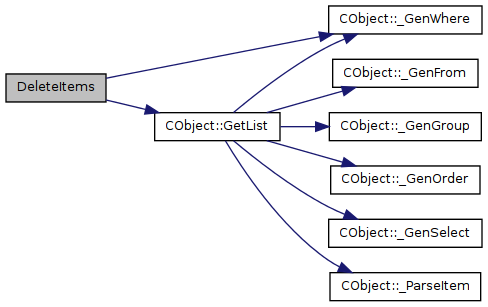 DeleteItems
CObject::GetList
CObject::_GenWhere
CObject::_GenFrom
CObject::_GenGroup
CObject::_GenOrder
CObject::_GenSelect
CObject::_ParseItem